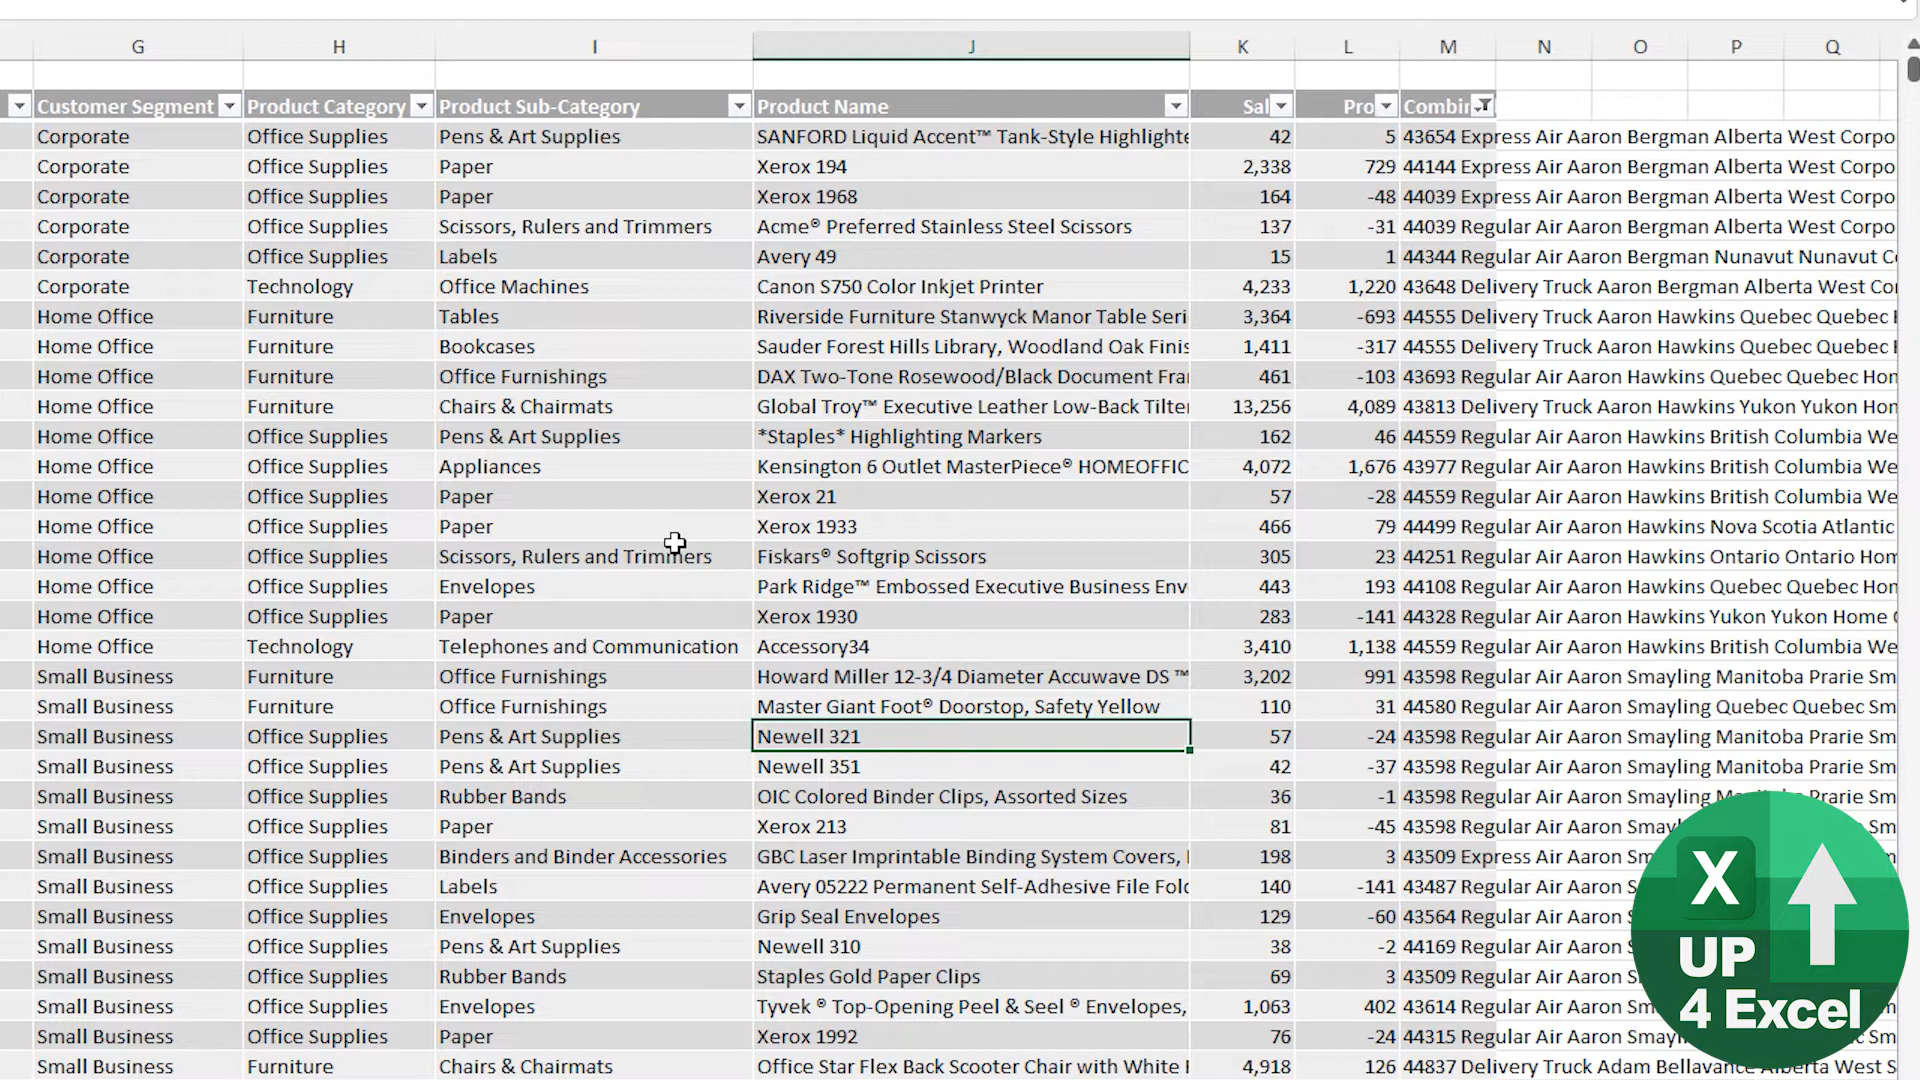 G H I J K L M N O P Q
Customer Segment Product Category Product Sub-Category Product Name Sal Pro Combin
Corporate Office Supplies Pens & Art Supplies SANFORD Liquid Accent™ Tank-Style Highlighte 42 5 43654 Express Air Aaron Bergman Alberta West Corpo
Corporate Office Supplies Paper Xerox 194 2,338 729 44144 Express Air Aaron Bergman Alberta West Corpo
Corporate Office Supplies Paper Xerox 1968 164 -48 44039 Express Air Aaron Bergman Alberta West Corpo
Corporate Office Supplies Scissors, Rulers and Trimmers Acme® Preferred Stainless Steel Scissors 137 -31 44039 Regular Air Aaron Bergman Alberta West Corpo
Corporate Office Supplies Labels Avery 49 15 1 44344 Regular Air Aaron Bergman Nunavut Nunavut C
Corporate Technology Office Machines Canon S750 Color Inkjet Printer 4,233 1,220 43648 Delivery Truck Aaron Bergman Alberta West Cor
Home Office Furniture Tables Riverside Furniture Stanwyck Manor Table Seri 3,364 -693 44555 Delivery Truck Aaron Hawkins Quebec Quebec H
Home Office Furniture Bookcases Sauder Forest Hills Library, Woodland Oak Finis 1,411 -317 44555 Delivery Truck Aaron Hawkins Quebec Quebec H
Home Office Furniture Office Furnishings DAX Two-Tone Rosewood/Black Document Fra 461 -103 43693 Regular Air Aaron Hawkins Quebec Quebec Hon
Home Office Furniture Chairs & Chairmats Global Troy™ Executive Leather Low-Back Tilter 13,256 4,089 43813 Delivery Truck Aaron Hawkins Yukon Yukon Hon
Home Office Office Supplies Pens & Art Supplies *Staples* Highlighting Markers 162 46 44559 Regular Air Aaron Hawkins British Columbia We
Home Office Office Supplies Appliances Kensington 6 Outlet MasterPiece® HOMEOFFIC 4,072 1,676 43977 Regular Air Aaron Hawkins British Columbia We
Home Office Office Supplies Paper Xerox 21 57 -28 44559 Regular Air Aaron Hawkins British Columbia We
Home Office Office Supplies Paper Xerox 1933 466 79 44499 Regular Air Aaron Hawkins Nova Scotia Atlantic
Home Office Office Supplies Scissors, Rulers and Trimmers Fiskars® Softgrip Scissors 305 23 44251 Regular Air Aaron Hawkins Ontario Ontario Hom
Home Office Office Supplies Envelopes Park Ridge™ Embossed Executive Business Env 443 193 44108 Regular Air Aaron Hawkins Quebec Quebec Hon
Home Office Office Supplies Paper Xerox 1930 283 -141 44328 Regular Air Aaron Hawkins Yukon Yukon Home
Home Office Technology Telephones and Communication Accessory34 3,410 1,138 44559 Regular Air Aaron Hawkins British Columbia We
Small Business Furniture Office Furnishings Howard Miller 12-3/4 Diameter Accuwave DS ™ 3,202 991 43598 Regular Air Aaron Smayling Manitoba Prarie Sm
Small Business Furniture Office Furnishings Master Giant Foot® Doorstop, Safety Yellow 110 31 44580 Regular Air Aaron Smayling Quebec Quebec Sm
Small Business Office Supplies Pens & Art Supplies Newell 321 57 -24 43598 Regular Air Aaron Smayling Manitoba Prarie Sm
Small Business Office Supplies Pens & Art Supplies Newell 351 42 -37 43598 Regular Air Aaron Smayling Manitoba Prarie Sm
Small Business Office Supplies Rubber Bands OIC Colored Binder Clips, Assorted Sizes 36 -1 43598 Regular Air Aaron Smayling Prarie Sm
Small Business Office Supplies Paper Xerox 213 81 -45 43598 Regular Air Aaron Smay Sm
Small Business Office Supplies Binders and Binder Accessories GBC Laser Imprintable Binding System Covers, 198 3 43509 Express Air Aaron Sm
Small Business Office Supplies Labels Avery 05222 Permanent Self-Adhesive File Fold 140 -141 43487 Regular Air Aaron S
Small Business Office Supplies Envelopes Grip Seal Envelopes 129 -60 43564 Regular Air Aaron
Small Business Office Supplies Pens & Art Supplies Newell 310 38 -2 44169 Regular Air Aaron
Small Business Office Supplies Rubber Bands Staples Gold Paper Clips 69 3 43509 Regular Air Aaron S
Small Business Office Supplies Envelopes Tyvek ® Top-Opening Peel & Seel ® Envelopes, 1,063 402 43614 Regular Air Aaron
Small Business Office Supplies Paper Xerox 1992 76 -24 44315 Regular Air Aaron
Small Business Furniture Chairs & Chairmats Office Star Flex Back Scooter Chair with White 4,918 126 44837 Delivery Truck Adam Bellavance Alberta West S
X
UP
4 Excel